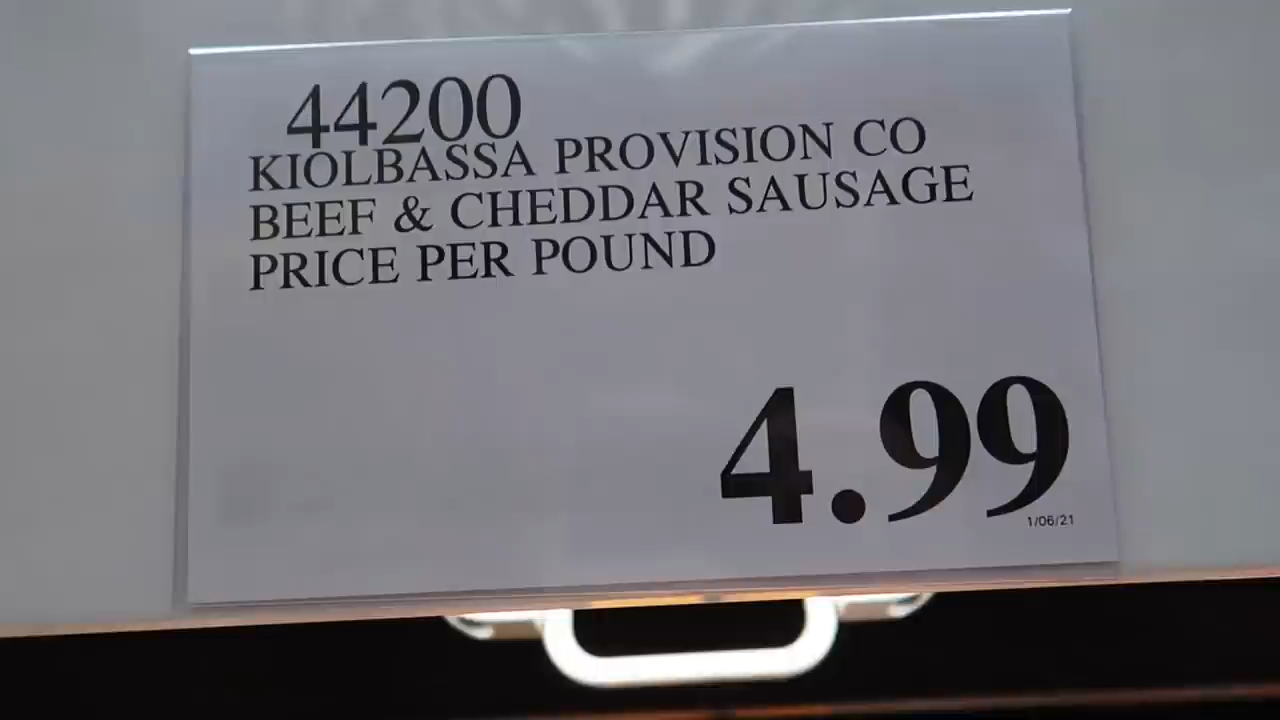 44200
KIOLBASSA PROVISION CO
BEEF & CHEDDAR SAUSAGE
PRICE PER POUND
4.99
1/06/21